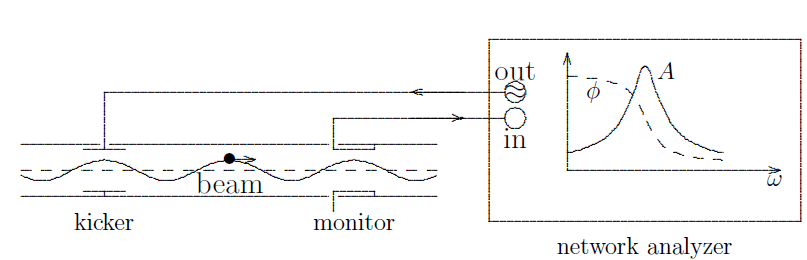 out
A
ϕ
in
ω
beam
kicker
monitor
network analyzer